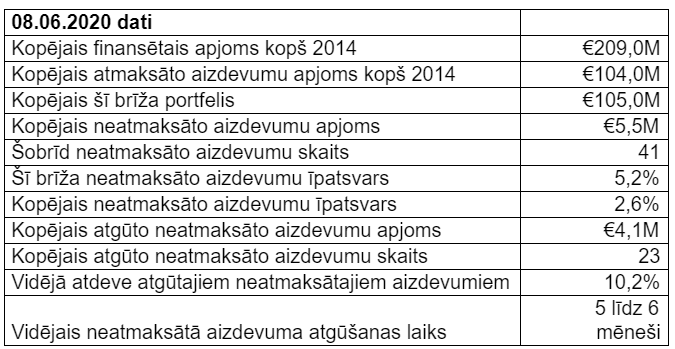 08.06.2020 dati
Kopējais finansētais apjoms kopš 2014 €209,0M
Kopējais atmaksāto aizdevumu apjoms kopš 2014 €104,0M
Kopējais šī brīža portfelis €105,0M
Kopējais neatmaksāto aizdevumu apjoms €5,5M
Šobrīd neatmaksāto aizdevumu skaits 41
Šī brīža neatmaksāto aizdevumu īpatsvars 5,2%
Kopējais neatmaksāto aizdevumu īpatsvars 2,6%
Kopējais atgūto neatmaksāto aizdevumu apjoms €4,1M
Kopējais atgūto neatmaksāto aizdevumu skaits 23
Vidējā atdeve atgūtajiem neatmaksātajiem aizdevumiem 10,2%
5 līdz 6
Vidējais neatmaksātā aizdevuma atgūšanas laiks mēneši